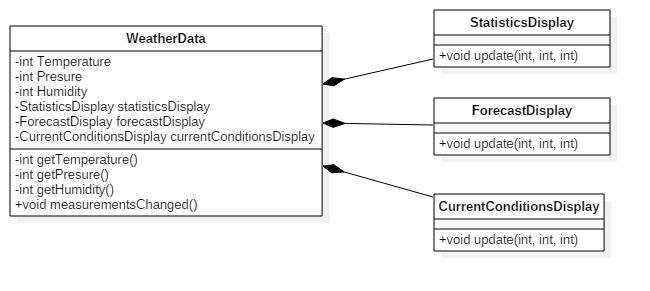 WeatherData
-int Temperature
-int Presure
-int Humidity
-StatisticsDisplay statisticsDisplay
-ForecastDisplay forecastDisplay
-CurrentConditionsDisplay currentConditionsDisplay
-int getTemperature()
-int getPresure()
-int getHumidity()
+void measurementsChanged()
StatisticsDisplay
+void update(int, int, int)
ForecastDisplay
+void update(int, int, int)
CurrentConditionsDisplay
+void update(int, int, int)